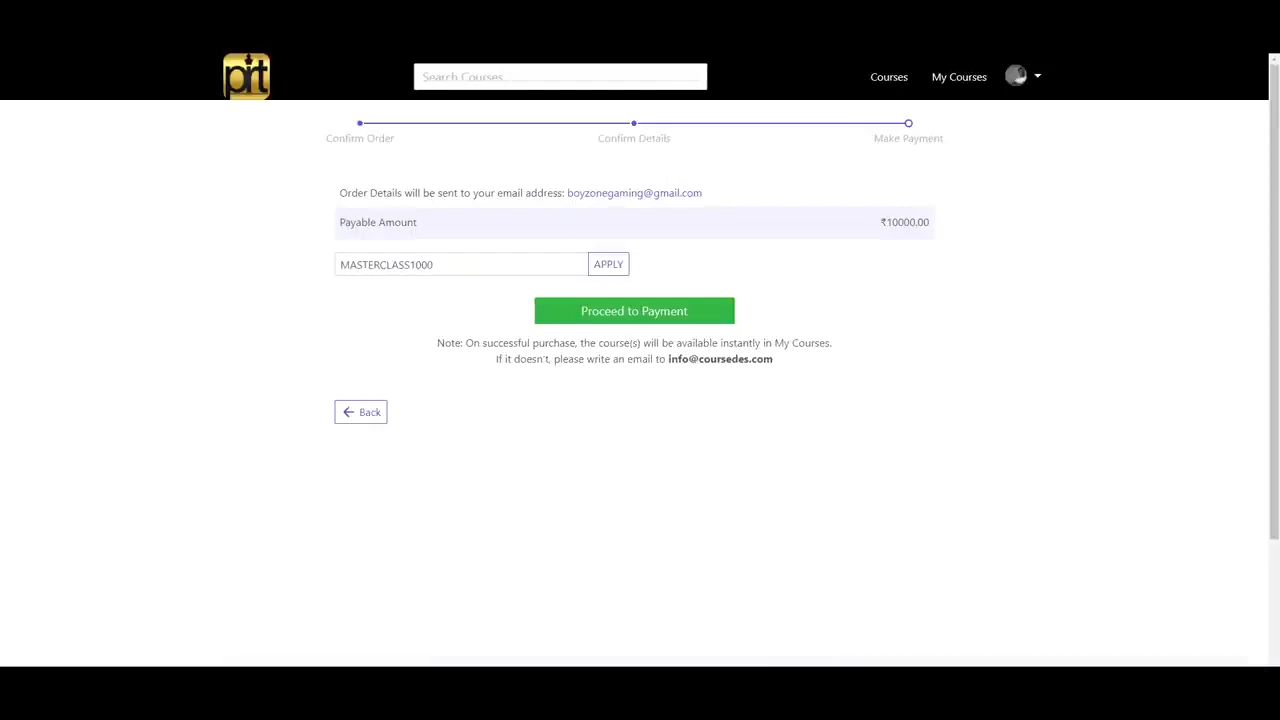 prt
Search Courses..
Courses
My Courses
Confirm Order
Confirm Details
Make Payment
Order Details will be sent to your email address: boyzonegaming@gmail.com
Payable Amount
₹10000.00
MASTERCLASS1000
APPLY
Proceed to Payment
Note: On successful purchase, the course(s) will be available instantly in My Courses.
If it doesn't, please write an email to info@coursedes.com
Back